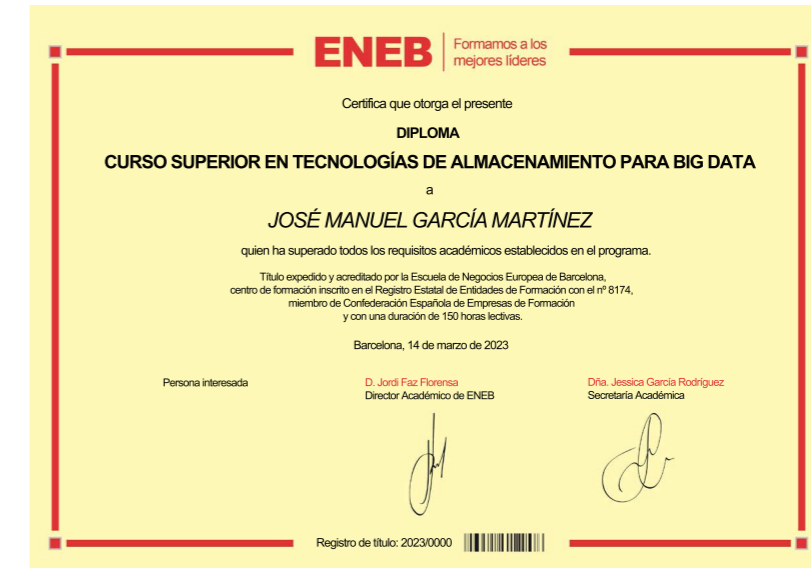 ENEB
Formamos a los
mejores líderes
Certifica que otorga el presente
DIPLOMA
CURSO SUPERIOR EN TECNOLOGÍAS DE ALMACENAMIENTO PARA BIG DATA
a
JOSÉ MANUEL GARCÍA MARTÍNEZ
quien ha superado todos los requisitos académicos establecidos en el programa.
Título expedido y acreditado por la Escuela de Negocios Europea de Barcelona,
centro de formación inscrito en el Registro Estatal de Entidades de Formación con el nº 8174,
miembro de Confederación Española de Empresas de Formación
y con una duración de 150 horas lectivas.
Barcelona, 14 de marzo de 2023
Persona interesada
D. Jordi Faz Florensa
Director Académico de ENEB
Dña. Jessica García Rodríguez
Secretaría Académica
Registro de título: 2023/0000